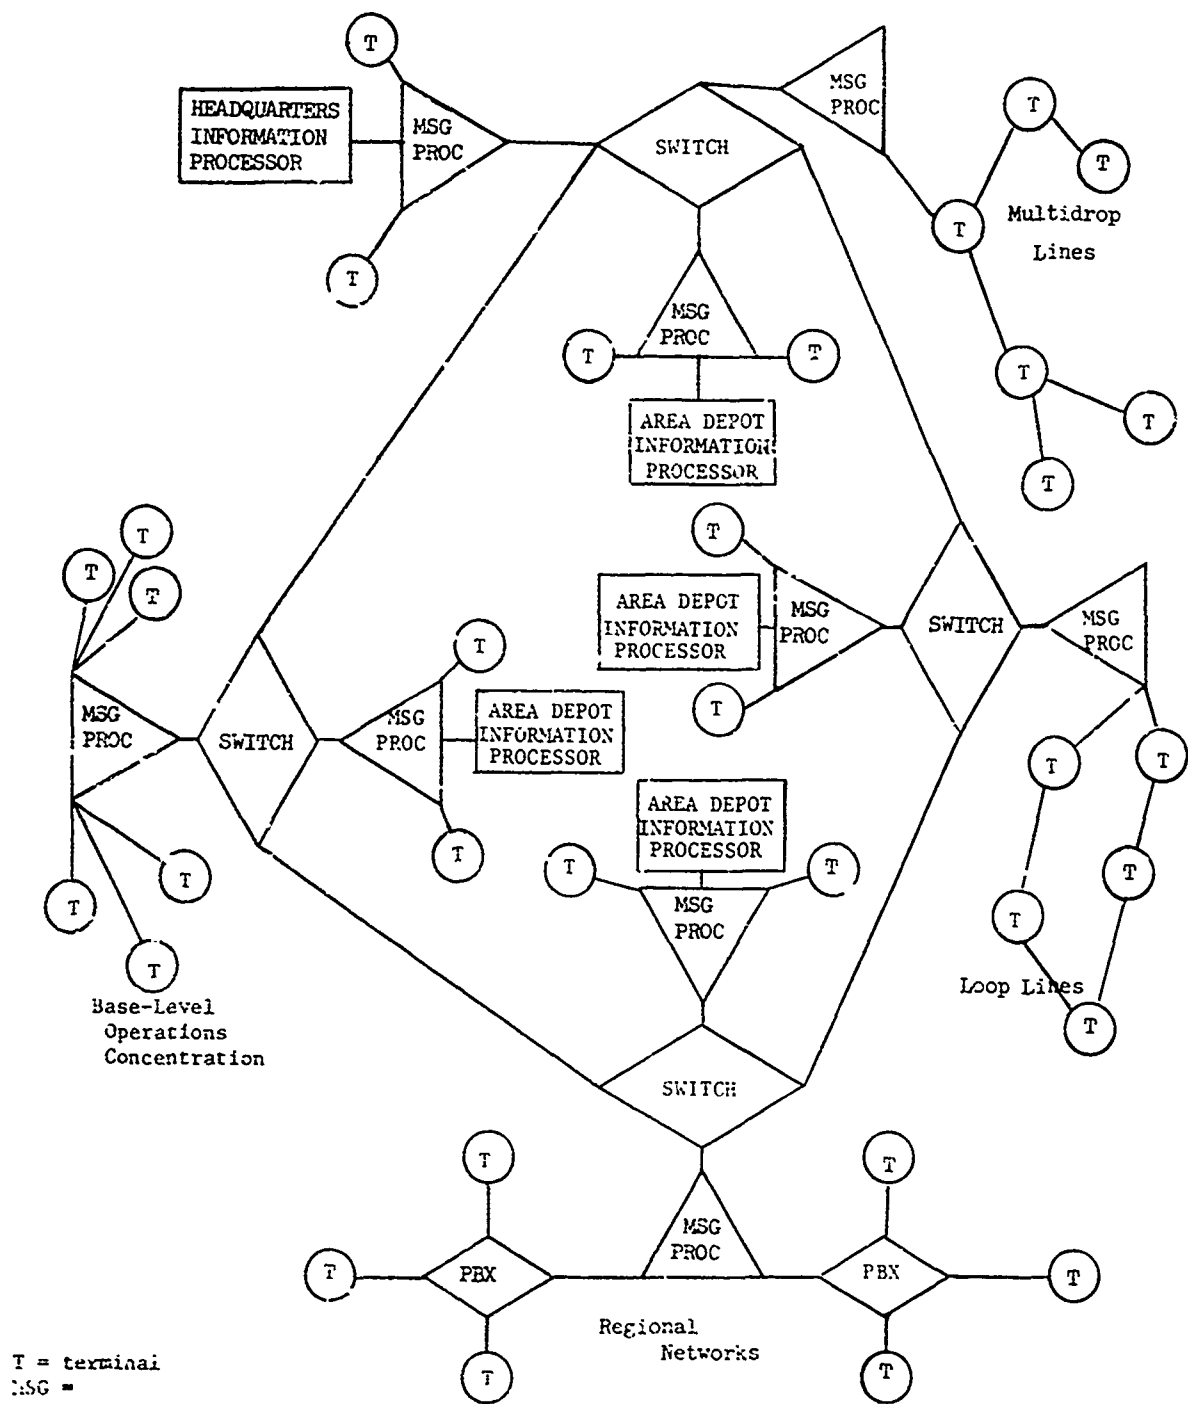 T
HEADQUARTERS
INFORMATION
PROCESSOR
MSG
PROC
T
SWITCH
MSG
PROC
T
T
T
Multidrop
Lines
T
T
T
MSG
PROC
T
T
AREA DEPOT
INFORMATION
PROCESSOR
T
T
T
MSG
PROC
SWITCH
MSG
PROC
T
AREA DEPOT
INFORMATION
PROCESSOR
T
T
T
T
Base-Level
Operations
Concentration
T
AREA DEPOT
INFORMATION
PROCESSOR
MSG
PROC
T
SWITCH
MSG
PROC
T
T
T
T
T
Loop Lines
T
AREA DEPOT
INFORMATION
PROCESSOR
T
T
MSG
PROC
SWITCH
MSG
PROC
T
T
PBX
T
T
PBX
T
T
Regional
Networks
T = terminal
MSG =